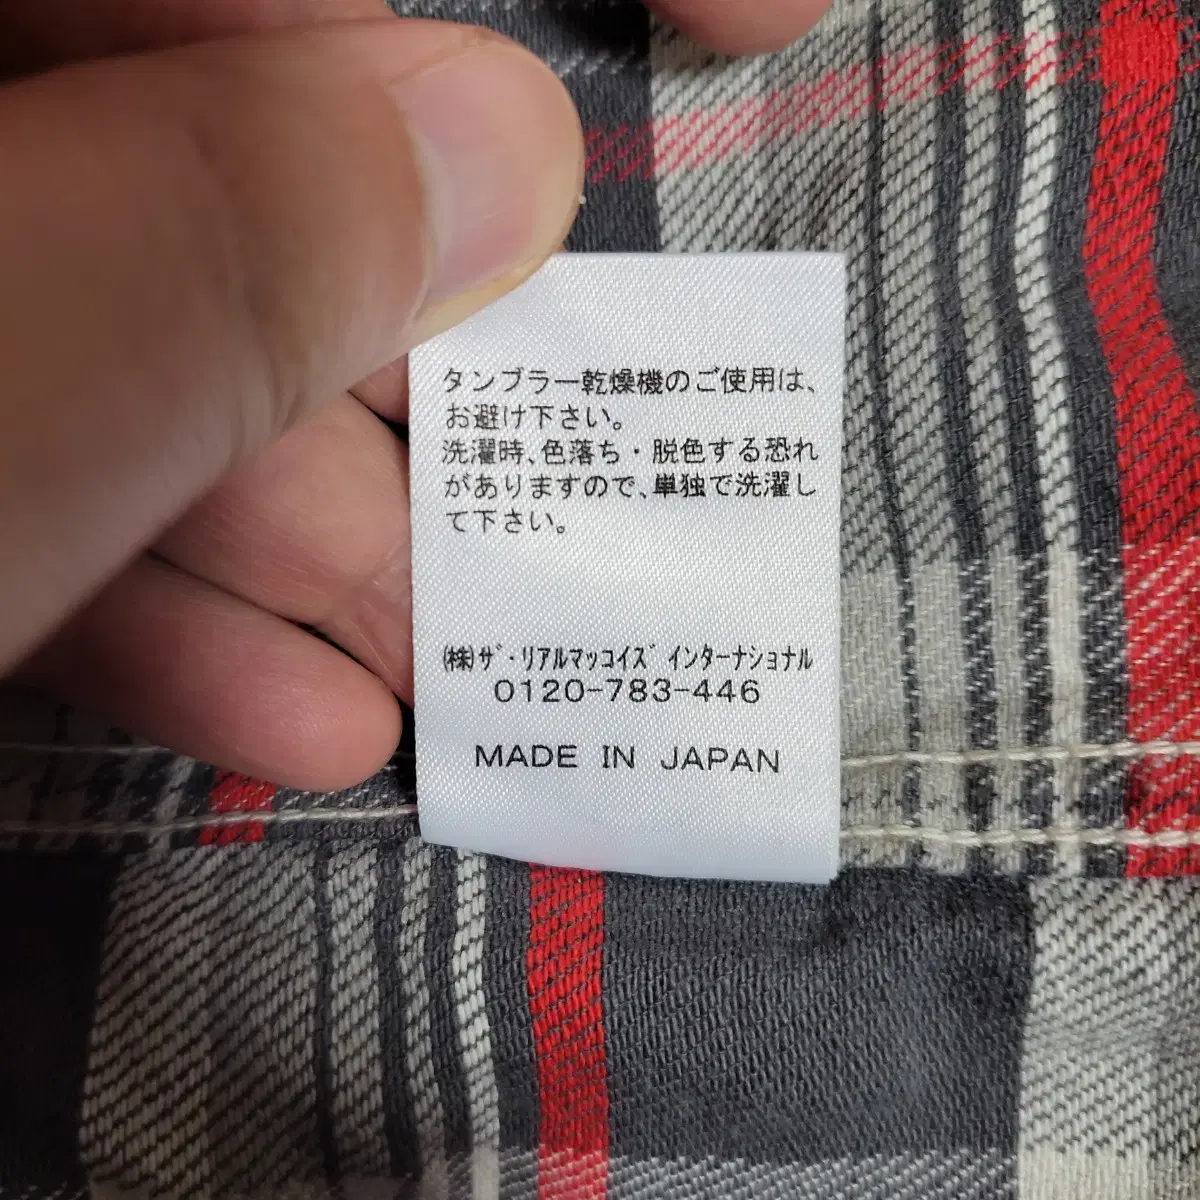 タンブラー乾燥機のご使用は、
お避け下さい。
洗濯時、色落ち・脱色する恐れ
がありますので、単独で洗濯し
て下さい。
㈱ｻﾞ・ﾘｱﾙﾏｯｺｲｽﾞ ｲﾝﾀｰﾅｼｮﾅﾙ
0120-783-446
MADE IN JAPAN